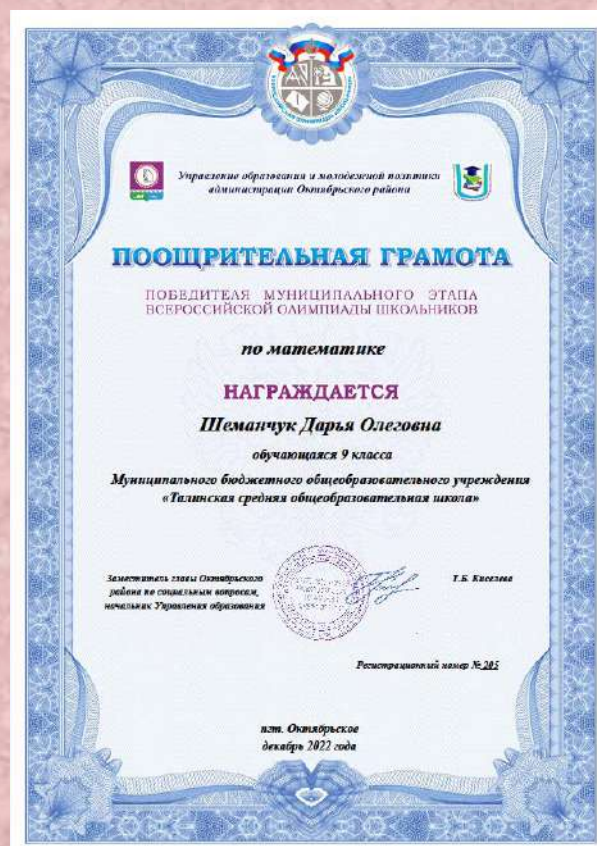 Управление образования и молодежной политики
администрации Октябрьского района
ПООЩРИТЕЛЬНАЯ ГРАМОТА
ПОБЕДИТЕЛЯ МУНИЦИПАЛЬНОГО ЭТАПА
ВСЕРОССИЙСКОЙ ОЛИМПИАДЫ ШКОЛЬНИКОВ
по математике
НАГРАЖДАЕТСЯ
Шеманчук Дарья Олеговна
обучающаяся 9 класса
Муниципального бюджетного общеобразовательного учреждения
«Талинская средняя общеобразовательная школа»
Заместитель главы Октябрьского
района по социальным вопросам,
начальник Управления образования
Т.Б. Киселева
Регистрационный номер № 205
пгт. Октябрьское
декабрь 2022 года